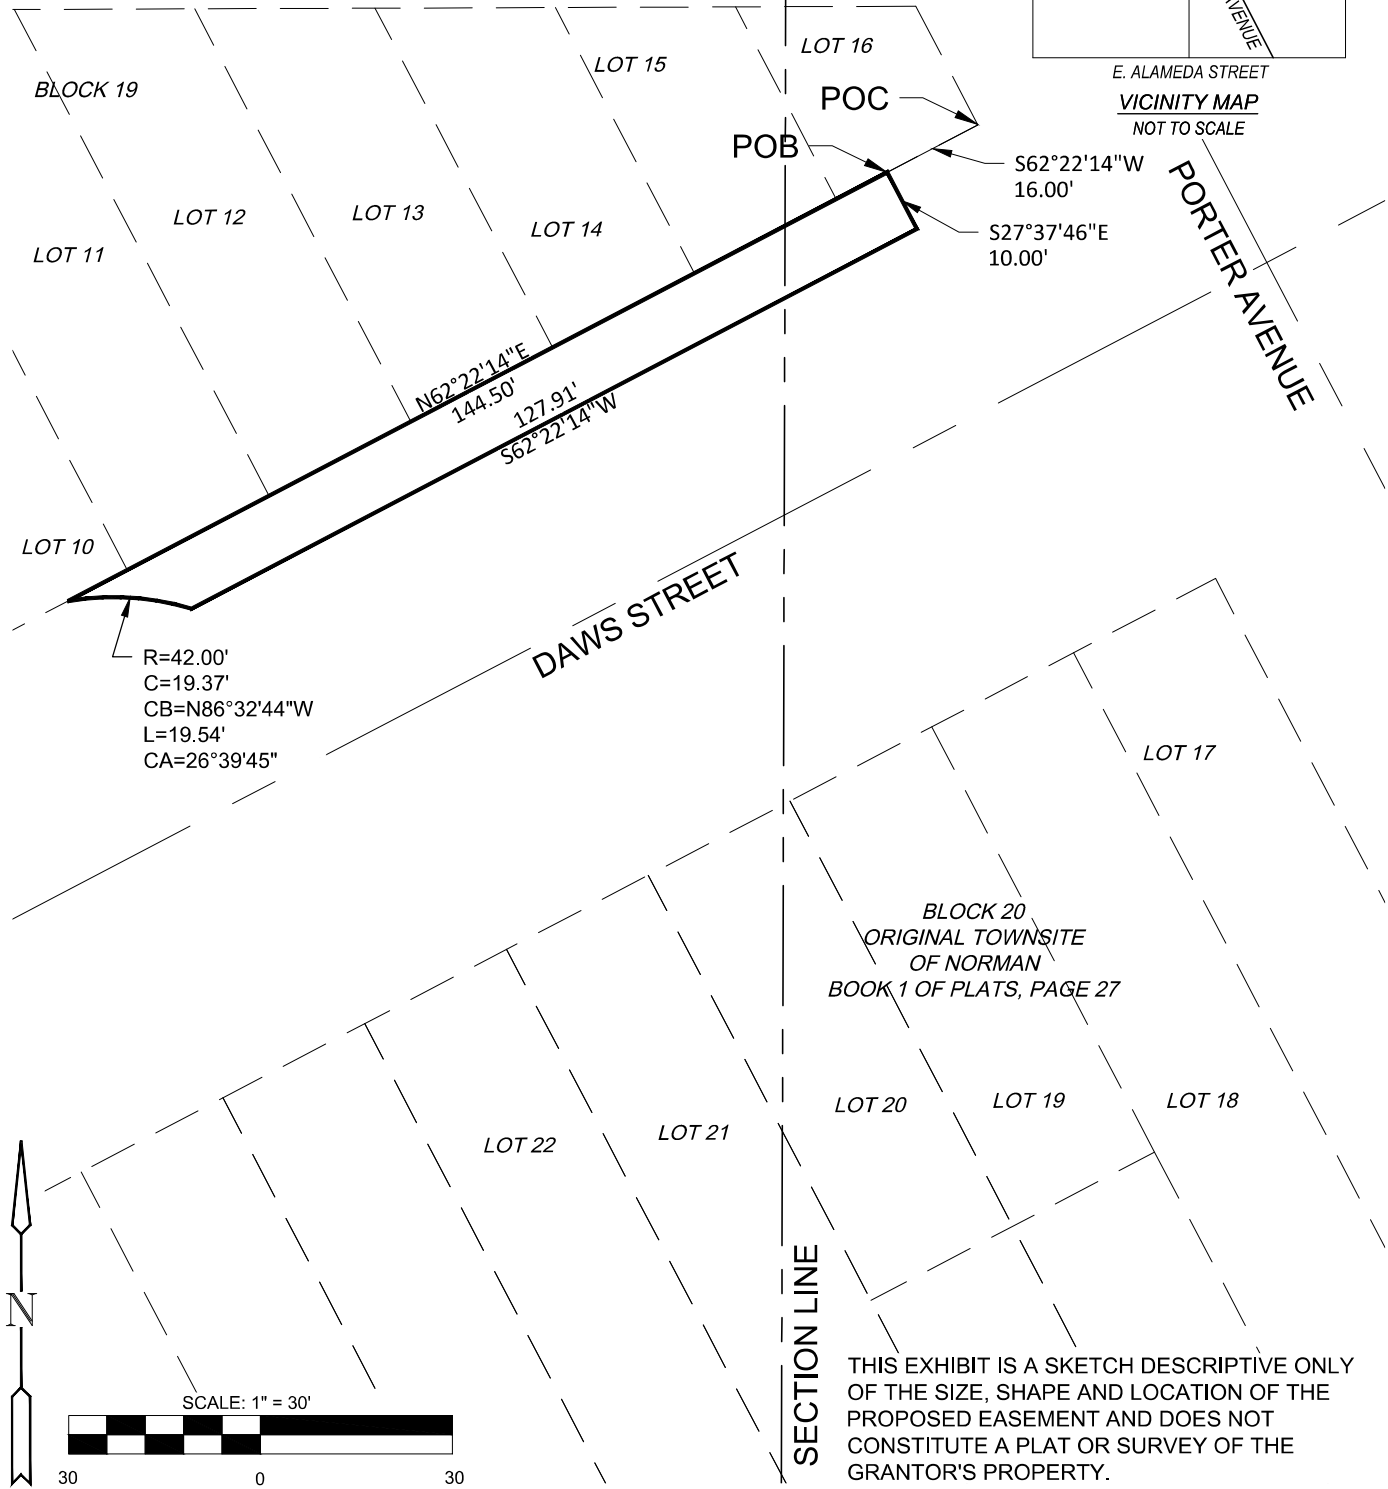 BLOCK 19
LOT 15
LOT 16
AVENUE
E. ALAMEDA STREET
VICINITY MAP
NOT TO SCALE
POC
POB
S62°22'14"W
16.00'
S27°37'46"E
10.00'
PORTER AVENUE
LOT 11
LOT 12
LOT 13
LOT 14
N62°22'14"E
144.50'
127.91'
S62°22'14"W
LOT 10
DAWS STREET
R=42.00'
C=19.37'
CB=N86°32'44"W
L=19.54'
CA=26°39'45"
LOT 17
BLOCK 20
ORIGINAL TOWNSITE
OF NORMAN
BOOK 1 OF PLATS, PAGE 27
LOT 22
LOT 21
LOT 20
LOT 19
LOT 18
N
SECTION LINE
SCALE: 1" = 30'
30 0 30
THIS EXHIBIT IS A SKETCH DESCRIPTIVE ONLY
OF THE SIZE, SHAPE AND LOCATION OF THE
PROPOSED EASEMENT AND DOES NOT
CONSTITUTE A PLAT OR SURVEY OF THE
GRANTOR'S PROPERTY.